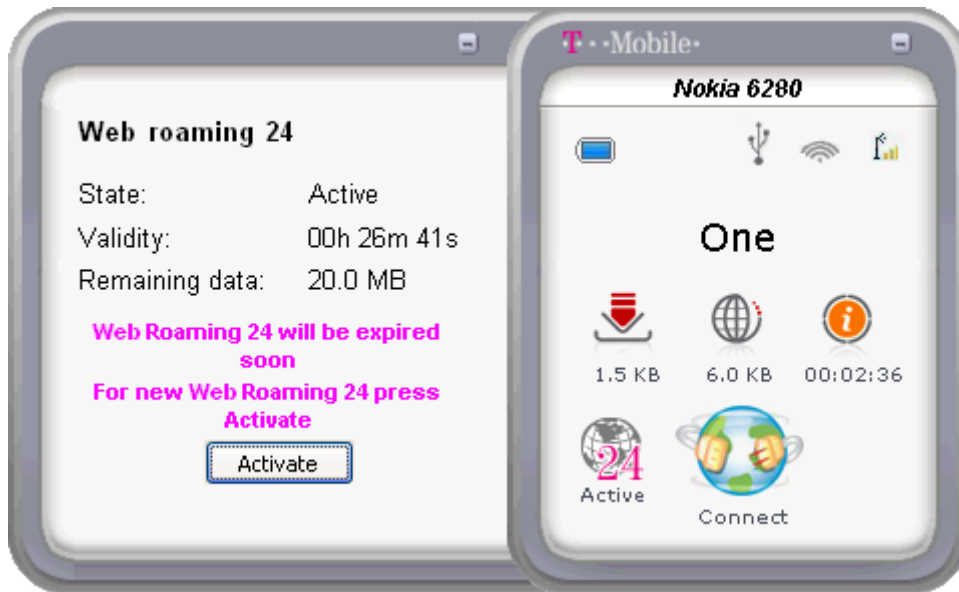 Web roaming 24
State: Active
Validity: 00h 26m 41s
Remaining data: 20.0 MB
Web Roaming 24 will be expired
soon
For new Web Roaming 24 press
Activate
Activate
T··Mobile·
Nokia 6280
One
1.5 KB 6.0 KB 00:02:36
24
Active
Connect